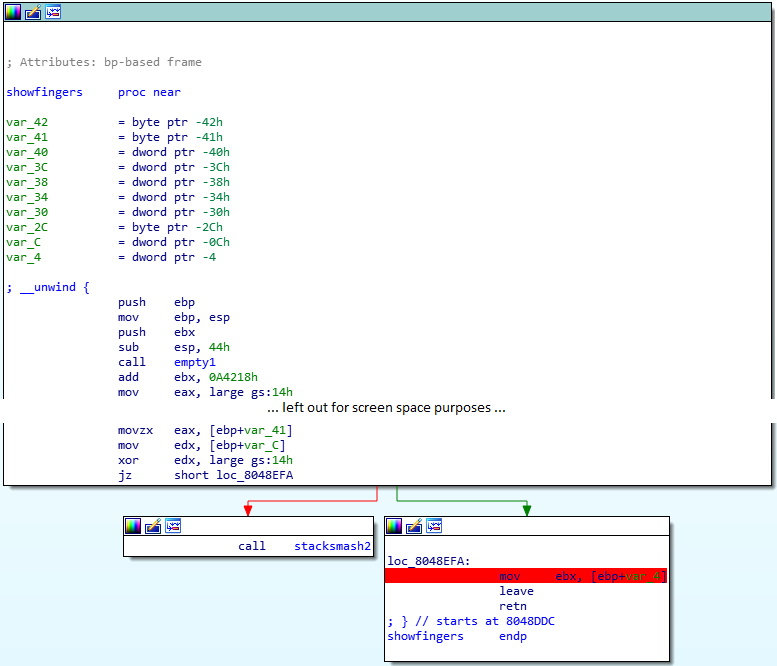 ; Attributes: bp-based frame
showfingers proc near
var_42 = byte ptr -42h
var_41 = byte ptr -41h
var_40 = dword ptr -40h
var_3C = dword ptr -3Ch
var_38 = dword ptr -38h
var_34 = dword ptr -34h
var_30 = dword ptr -30h
var_2C = byte ptr -2Ch
var_C = dword ptr -0Ch
var_4 = dword ptr -4
; __unwind {
push ebp
mov ebp, esp
push ebx
sub esp, 44h
call empty1
add ebx, 0A4218h
mov eax, large gs:14h
... left out for screen space purposes ...
movzx eax, [ebp+var_41]
mov edx, [ebp+var_C]
xor edx, large gs:14h
jz short loc_8048EFA
call stacksmash2
loc_8048EFA:
mov ebx, [ebp+var_4]
leave
retn
; } // starts at 8048DDC
showfingers endp